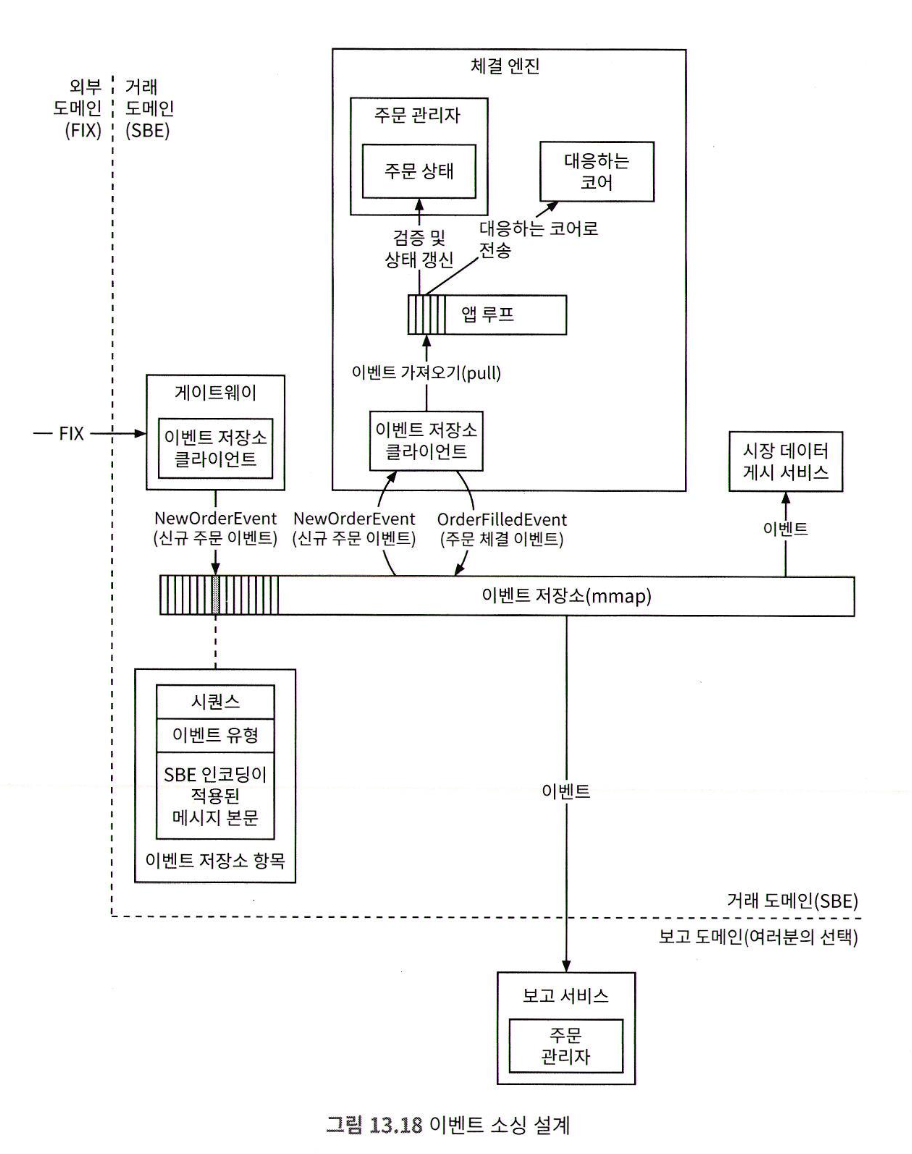 외부
도메인
(FIX)
거래
도메인
(SBE)
체결 엔진
주문 관리자
주문 상태
대응하는
코어
검증 및
상태 갱신
대응하는 코어로
전송
앱 루프
이벤트 가져오기(pull)
게이트웨이
FIX
이벤트 저장소
클라이언트
이벤트 저장소
클라이언트
시장 데이터
게시 서비스
NewOrderEvent
(신규 주문 이벤트)
NewOrderEvent
(신규 주문 이벤트)
OrderFilledEvent
(주문 체결 이벤트)
이벤트
이벤트 저장소(mmap)
시퀀스
이벤트 유형
SBE 인코딩이
적용된
메시지 본문
이벤트 저장소 항목
이벤트
거래 도메인(SBE)
보고 도메인(여러분의 선택)
보고 서비스
주문
관리자
그림 13.18 이벤트 소싱 설계